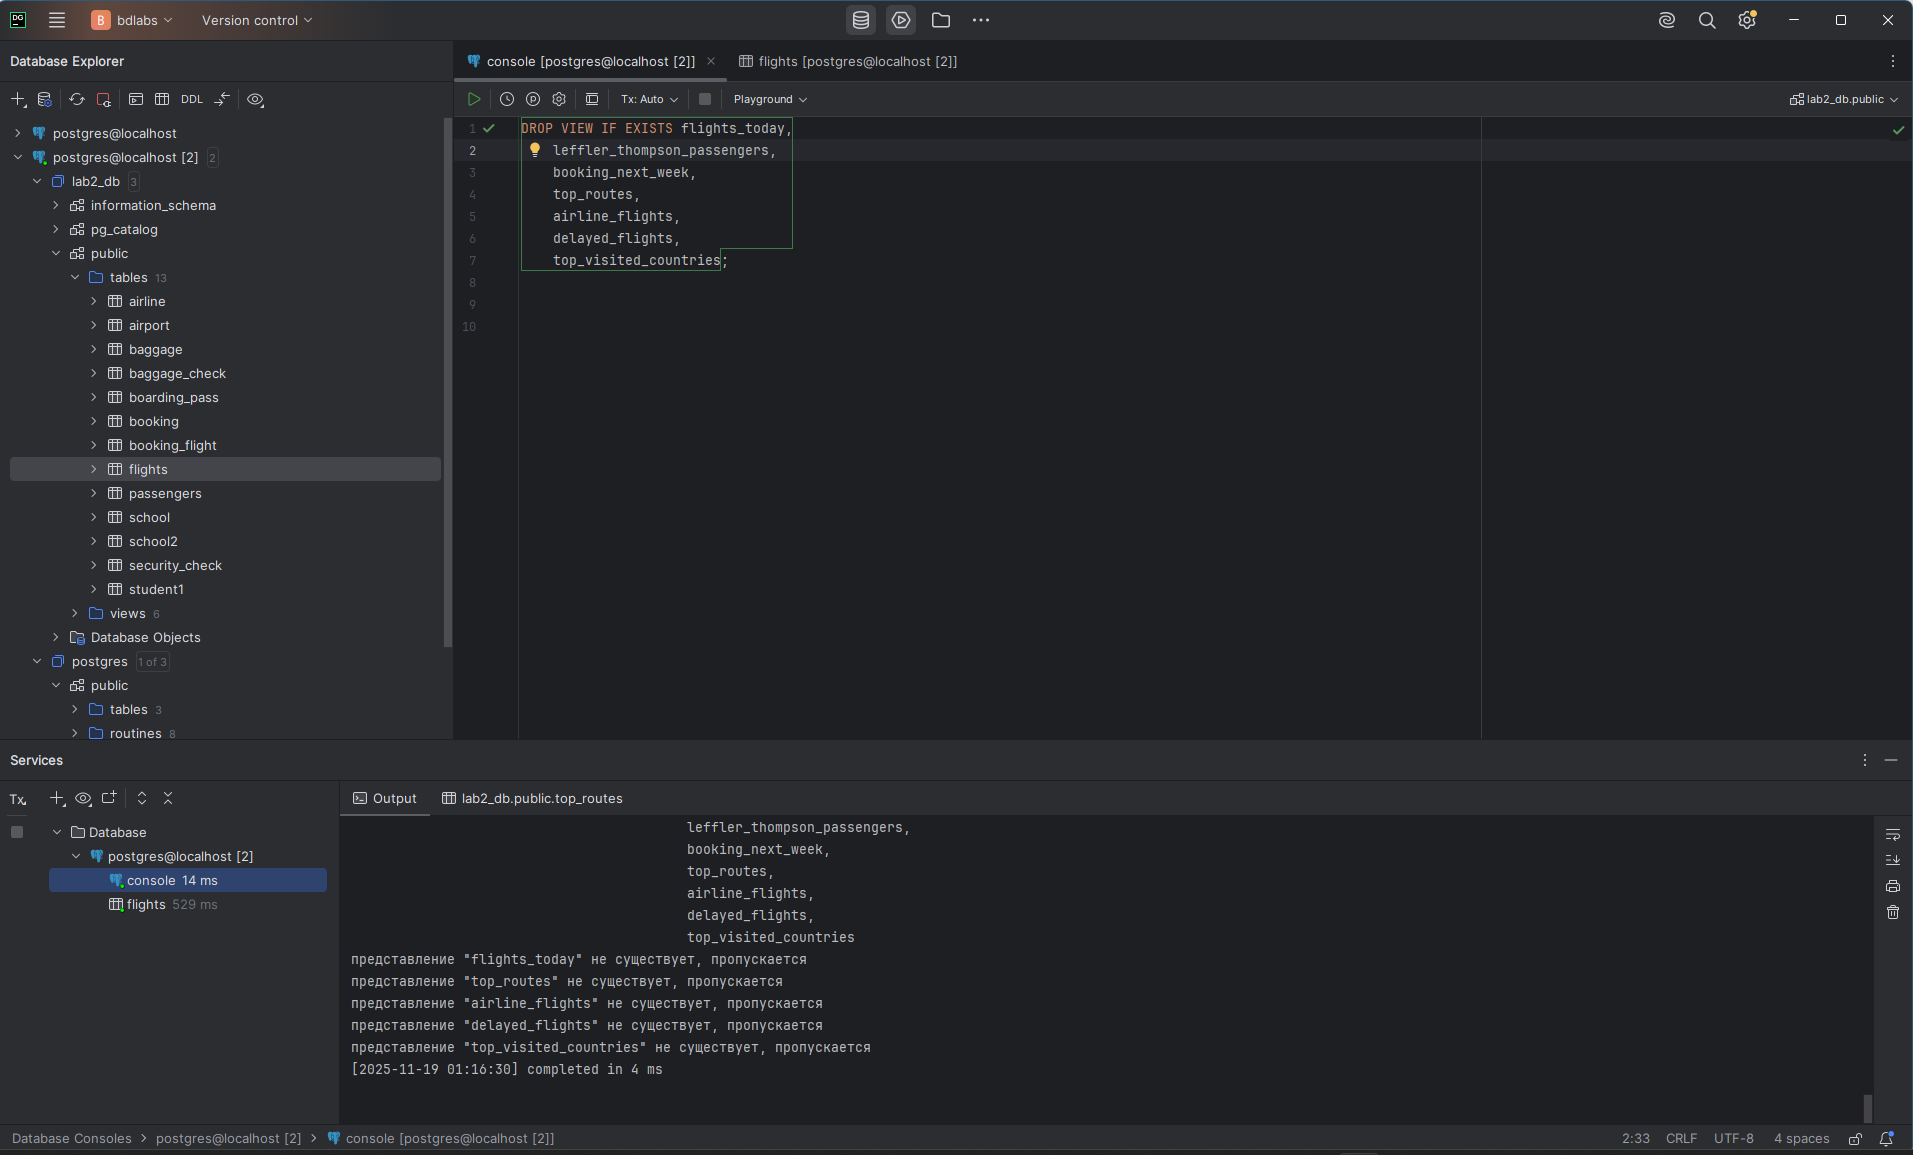 DG
B bdlabs
Version control
Database Explorer
console [postgres@localhost [2]]
flights [postgres@localhost [2]]
DDL
Tx: Auto
Playground
lab2_db.public
postgres@localhost
postgres@localhost [2] 2
lab2_db 3
information_schema
pg_catalog
public
tables 13
airline
airport
baggage
baggage_check
boarding_pass
booking
booking_flight
flights
passengers
school
school2
security_check
student1
views 6
Database Objects
postgres 1 of 3
public
tables 3
routines 8
1 DROP VIEW IF EXISTS flights_today,
2 leffler_thompson_passengers,
3 booking_next_week,
4 top_routes,
5 airline_flights,
6 delayed_flights,
7 top_visited_countries;
8
9
10
Services
Tx
Database
postgres@localhost [2]
console 14 ms
flights 529 ms
Output
lab2_db.public.top_routes
leffler_thompson_passengers,
booking_next_week,
top_routes,
airline_flights,
delayed_flights,
top_visited_countries
представление "flights_today" не существует, пропускается
представление "top_routes" не существует, пропускается
представление "airline_flights" не существует, пропускается
представление "delayed_flights" не существует, пропускается
представление "top_visited_countries" не существует, пропускается
[2025-11-19 01:16:30] completed in 4 ms
Database Consoles > postgres@localhost [2] > console [postgres@localhost [2]]
2:33 CRLF UTF-8 4 spaces